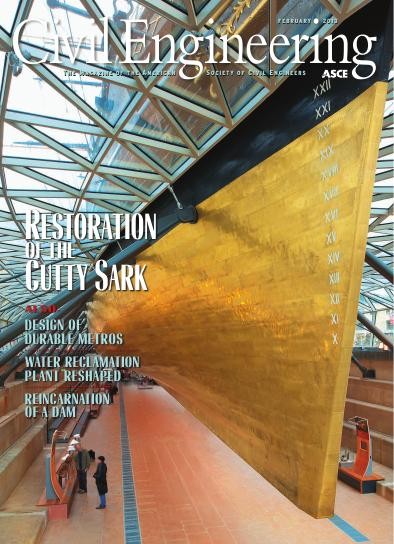 FEBRUARY • 2013
Civil Engineering
THE MAGAZINE OF THE AMERICAN SOCIETY OF CIVIL ENGINEERS
ASCE
XXII
XXI
XX
XIX
XVIII
XVII
XVI
XV
XIV
XIII
XII
XI
X
RESTORATION
OF THE
CUTTY SARK
ALSO:
DESIGN OF
DURABLE METROS
WATER RECLAMATION
PLANT RESHAPED
REINCARNATION
OF A DAM